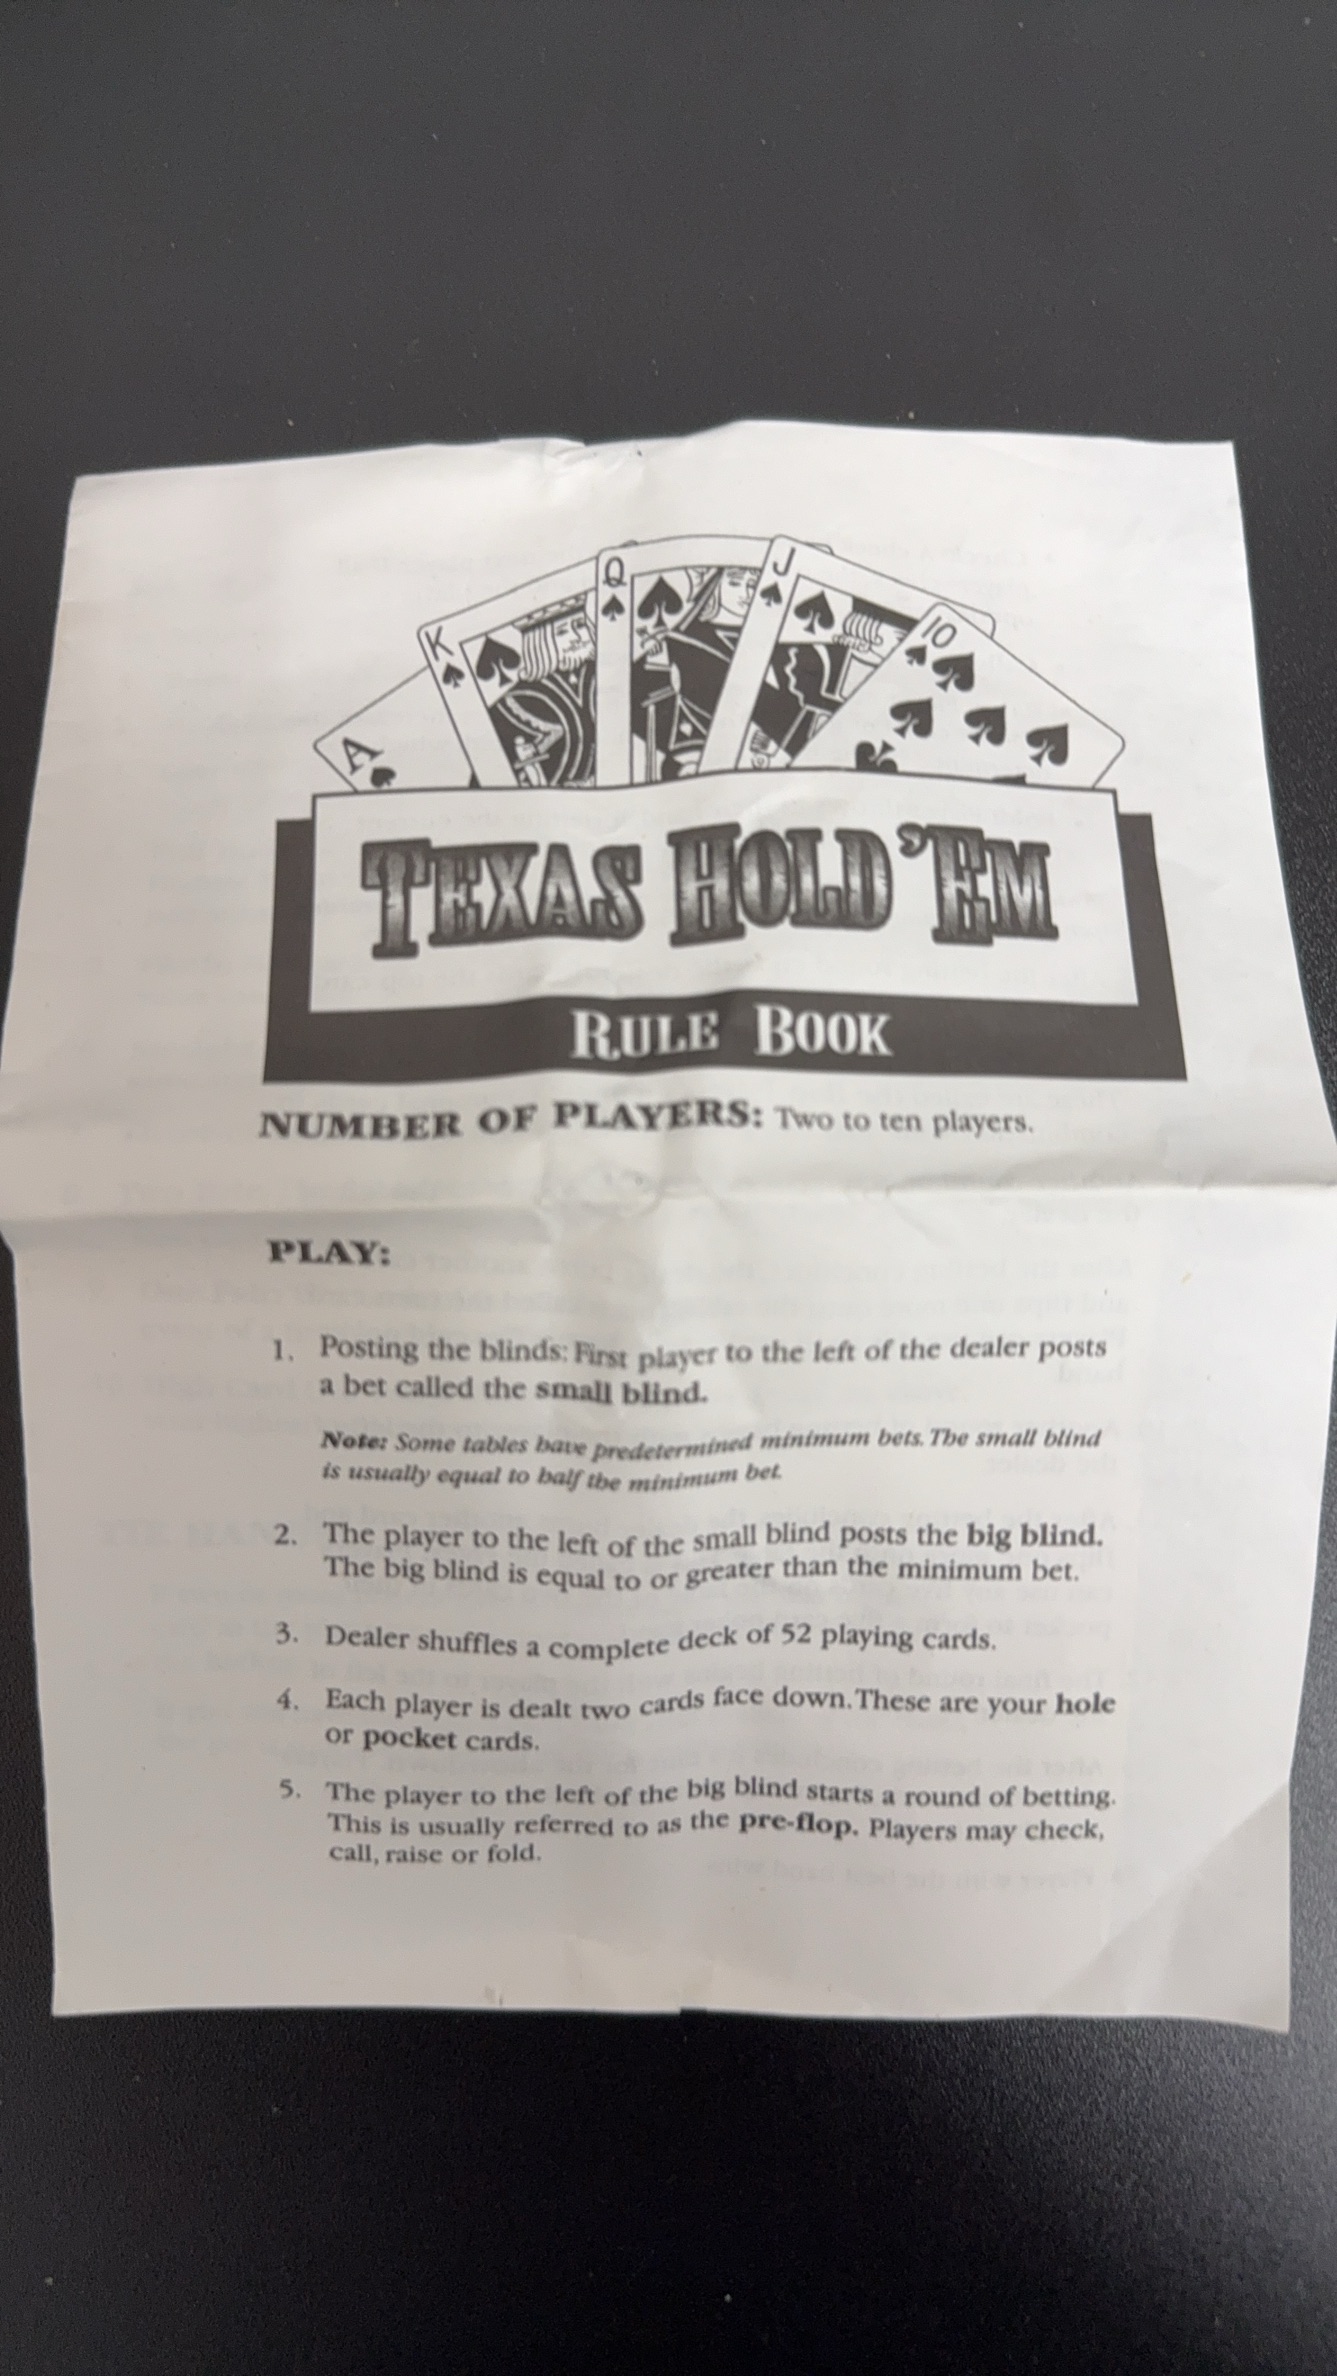 A
K
Q
J
10
TEXAS HOLD'EM
RULE BOOK
NUMBER OF PLAYERS: Two to ten players.
PLAY:
1. Posting the blinds: First player to the left of the dealer posts
a bet called the small blind.
Note: Some tables have predetermined minimum bets. The small blind
is usually equal to half the minimum bet.
2. The player to the left of the small blind posts the big blind.
The big blind is equal to or greater than the minimum bet.
3. Dealer shuffles a complete deck of 52 playing cards.
4. Each player is dealt two cards face down. These are your hole
or pocket cards.
5. The player to the left of the big blind starts a round of betting.
This is usually referred to as the pre-flop. Players may check,
call, raise or fold.